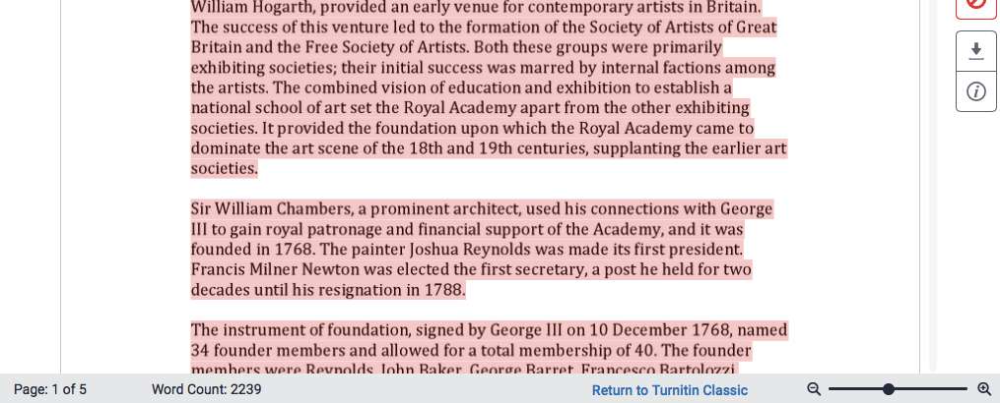 William Hogarth, provided an early venue for contemporary artists in Britain.
The success of this venture led to the formation of the Society of Artists of Great
Britain and the Free Society of Artists. Both these groups were primarily
exhibiting societies; their initial success was marred by internal factions among
the artists. The combined vision of education and exhibition to establish a
national school of art set the Royal Academy apart from the other exhibiting
societies. It provided the foundation upon which the Royal Academy came to
dominate the art scene of the 18th and 19th centuries, supplanting the earlier art
societies.
Sir William Chambers, a prominent architect, used his connections with George
III to gain royal patronage and financial support of the Academy, and it was
founded in 1768. The painter Joshua Reynolds was made its first president.
Francis Milner Newton was elected the first secretary, a post he held for two
decades until his resignation in 1788.
The instrument of foundation, signed by George III on 10 December 1768, named
34 founder members and allowed for a total membership of 40. The founder
members were Reynolds, John Baker, George Barret, Francesco Bartolozzi,
Page: 1 of 5 Word Count: 2239 Return to Turnitin Classic